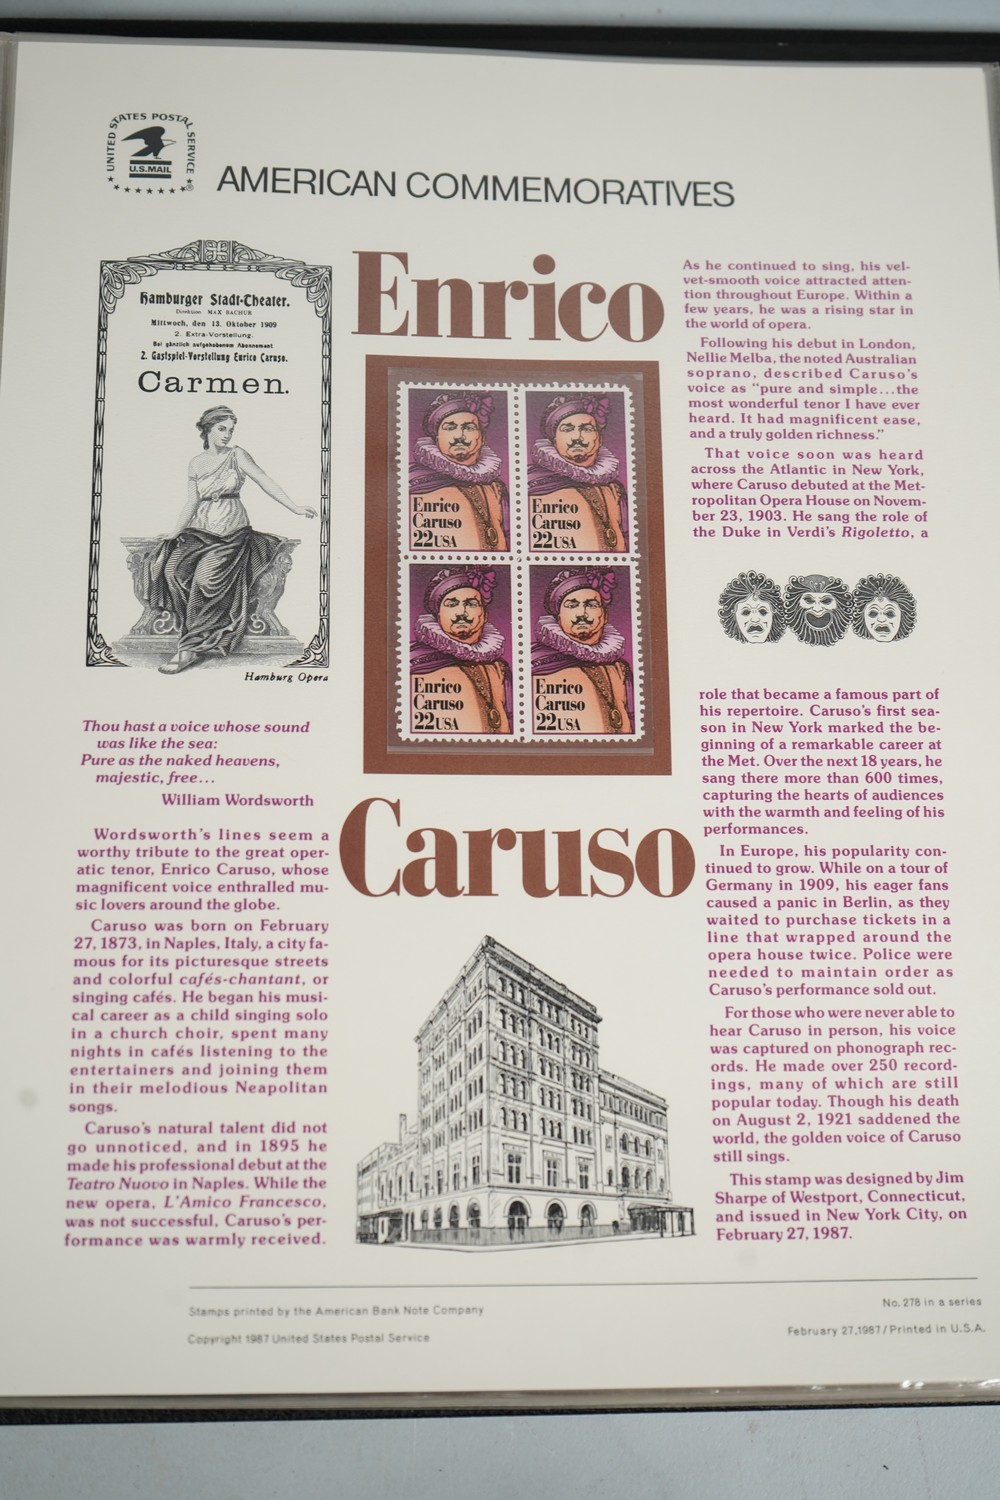 UNITED STATES POSTAL SERVICE
U.S.MAIL
AMERICAN COMMEMORATIVES
Hamburger Stadt-Theater.
Direktion MAX BACHUR.
Mittwoch, den 13. Oktober 1909
2. Extra-Vorstellung.
Bei gänzlich aufgehobenem Abonnement
2. Gastspiel-Vorstellung Enrico Caruso.
Carmen.
Hamburg Opera
Thou hast a voice whose sound
was like the sea:
Pure as the naked heavens,
majestic, free...
William Wordsworth
Wordsworth's lines seem a
worthy tribute to the great oper-
atic tenor, Enrico Caruso, whose
magnificent voice enthralled mu-
sic lovers around the globe.
Caruso was born on February
27, 1873, in Naples, Italy, a city fa-
mous for its picturesque streets
and colorful cafés-chantant, or
singing cafés. He began his musi-
cal career as a child singing solo
in a church choir, spent many
nights in cafés listening to the
entertainers and joining them
in their melodious Neapolitan
songs.
Caruso's natural talent did not
go unnoticed, and in 1895 he
made his professional debut at the
Teatro Nuovo in Naples. While the
new opera, L'Amico Francesco,
was not successful, Caruso's per-
formance was warmly received.
Enrico
Enrico
Caruso
22USA
Enrico
Caruso
22USA
Enrico
Caruso
22USA
Enrico
Caruso
22USA
Caruso
As he continued to sing, his vel-
vet-smooth voice attracted atten-
tion throughout Europe. Within a
few years, he was a rising star in
the world of opera.
Following his debut in London,
Nellie Melba, the noted Australian
soprano, described Caruso's
voice as "pure and simple...the
most wonderful tenor I have ever
heard. It had magnificent ease,
and a truly golden richness."
That voice soon was heard
across the Atlantic in New York,
where Caruso debuted at the Met-
ropolitan Opera House on Novem-
ber 23, 1903. He sang the role of
the Duke in Verdi's Rigoletto, a
role that became a famous part of
his repertoire. Caruso's first sea-
son in New York marked the be-
ginning of a remarkable career at
the Met. Over the next 18 years, he
sang there more than 600 times,
capturing the hearts of audiences
with the warmth and feeling of his
performances.
In Europe, his popularity con-
tinued to grow. While on a tour of
Germany in 1909, his eager fans
caused a panic in Berlin, as they
waited to purchase tickets in a
line that wrapped around the
opera house twice. Police were
needed to maintain order as
Caruso's performance sold out.
For those who were never able to
hear Caruso in person, his voice
was captured on phonograph rec-
ords. He made over 250 record-
ings, many of which are still
popular today. Though his death
on August 2, 1921 saddened the
world, the golden voice of Caruso
still sings.
This stamp was designed by Jim
Sharpe of Westport, Connecticut,
and issued in New York City, on
February 27, 1987.
Stamps printed by the American Bank Note Company
Copyright 1987 United States Postal Service
No. 278 in a series
February 27, 1987/Printed in U.S.A.